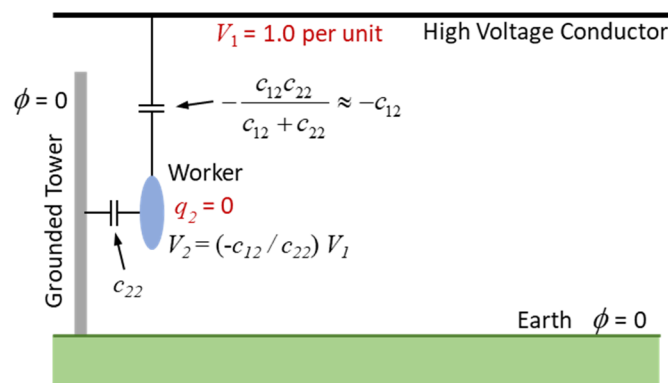 V₁ = 1.0 per unit
High Voltage Conductor
ϕ = 0
− c₁₂c₂₂ / c₁₂ + c₂₂ ≈ −c₁₂
Grounded Tower
Worker
q₂ = 0
V₂ = (-c₁₂ / c₂₂) V₁
c₂₂
Earth ϕ = 0